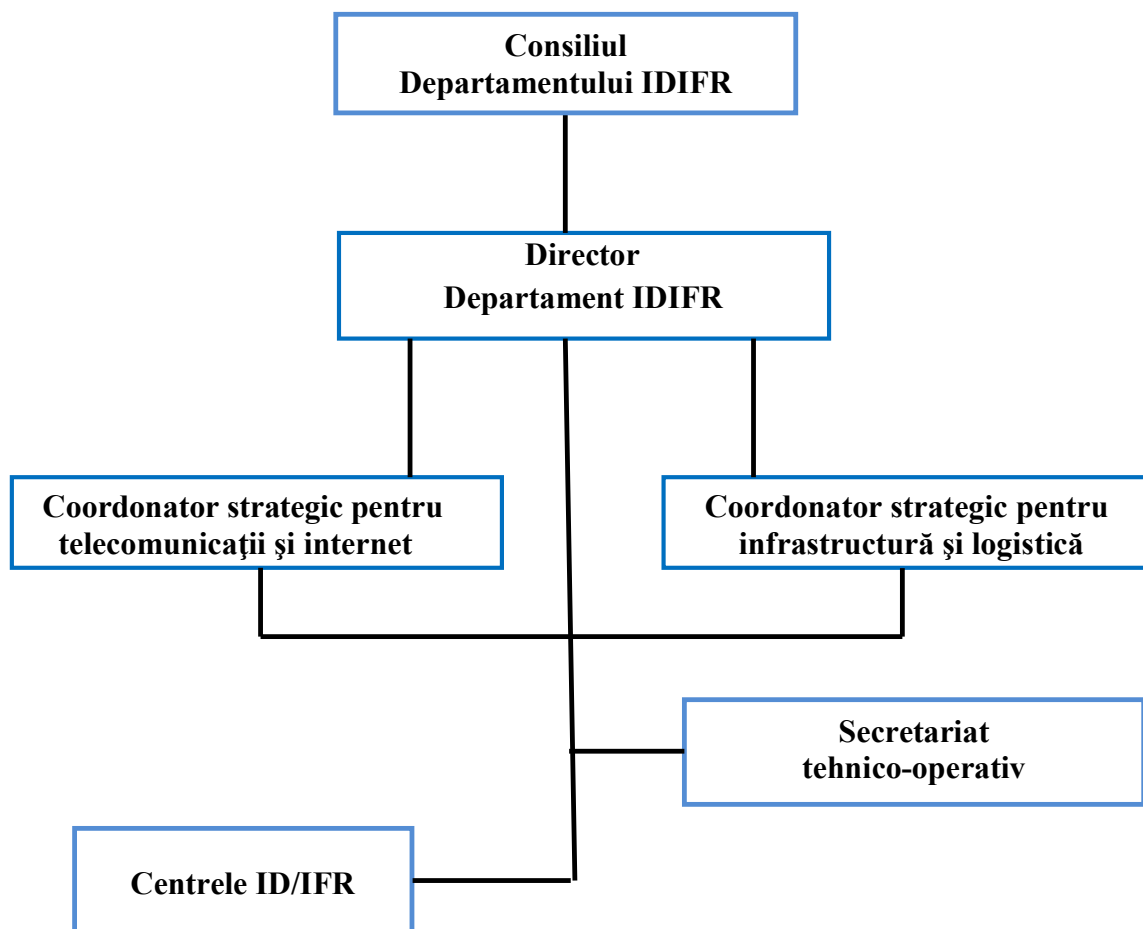 Consiliul
Departamentului IDIFR
Director
Departament IDIFR
Coordonator strategic pentru
telecomunicaţii şi internet
Coordonator strategic pentru
infrastructură şi logistică
Secretariat
tehnico-operativ
Centrele ID/IFR